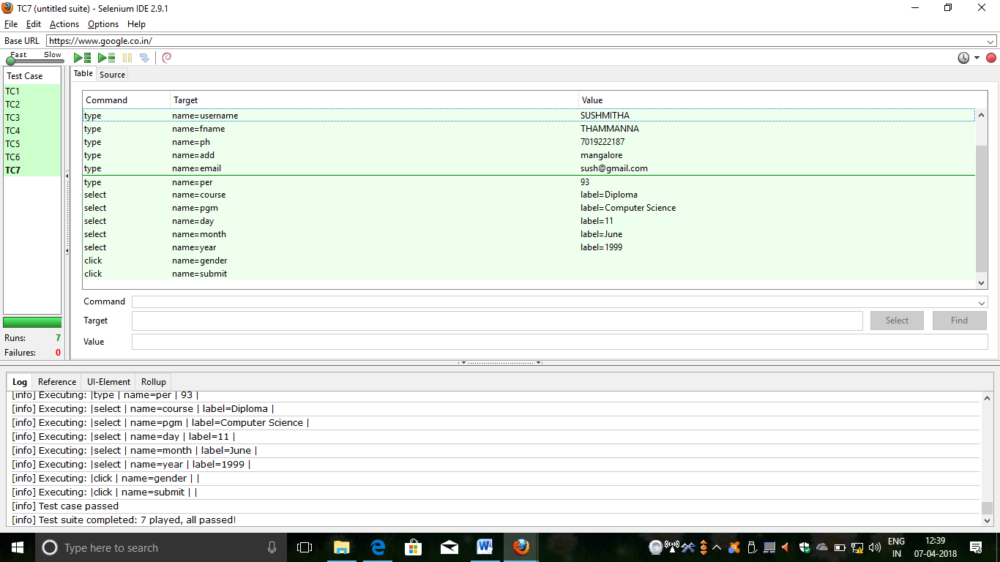 TC7 (untitled suite) - Selenium IDE 2.9.1
File Edit Actions Options Help
Base URL https://www.google.co.in/
Fast Slow
Test Case
TC1
TC2
TC3
TC4
TC5
TC6
TC7
Runs: 7
Failures: 0
Table Source
Command Target Value
type name=username SUSHMITHA
type name=fname THAMMANNA
type name=ph 7019222187
type name=add mangalore
type name=email sush@gmail.com
type name=per 93
select name=course label=Diploma
select name=pgm label=Computer Science
select name=day label=11
select name=month label=June
select name=year label=1999
click name=gender
click name=submit
Command
Target Select Find
Value
Log Reference UI-Element Rollup
[info] Executing: |type | name=per | 93 |
[info] Executing: |select | name=course | label=Diploma |
[info] Executing: |select | name=pgm | label=Computer Science |
[info] Executing: |select | name=day | label=11 |
[info] Executing: |select | name=month | label=June |
[info] Executing: |select | name=year | label=1999 |
[info] Executing: |click | name=gender | |
[info] Executing: |click | name=submit | |
[info] Test case passed
[info] Test suite completed: 7 played, all passed!
Type here to search
ENG 12:39
IN 07-04-2018